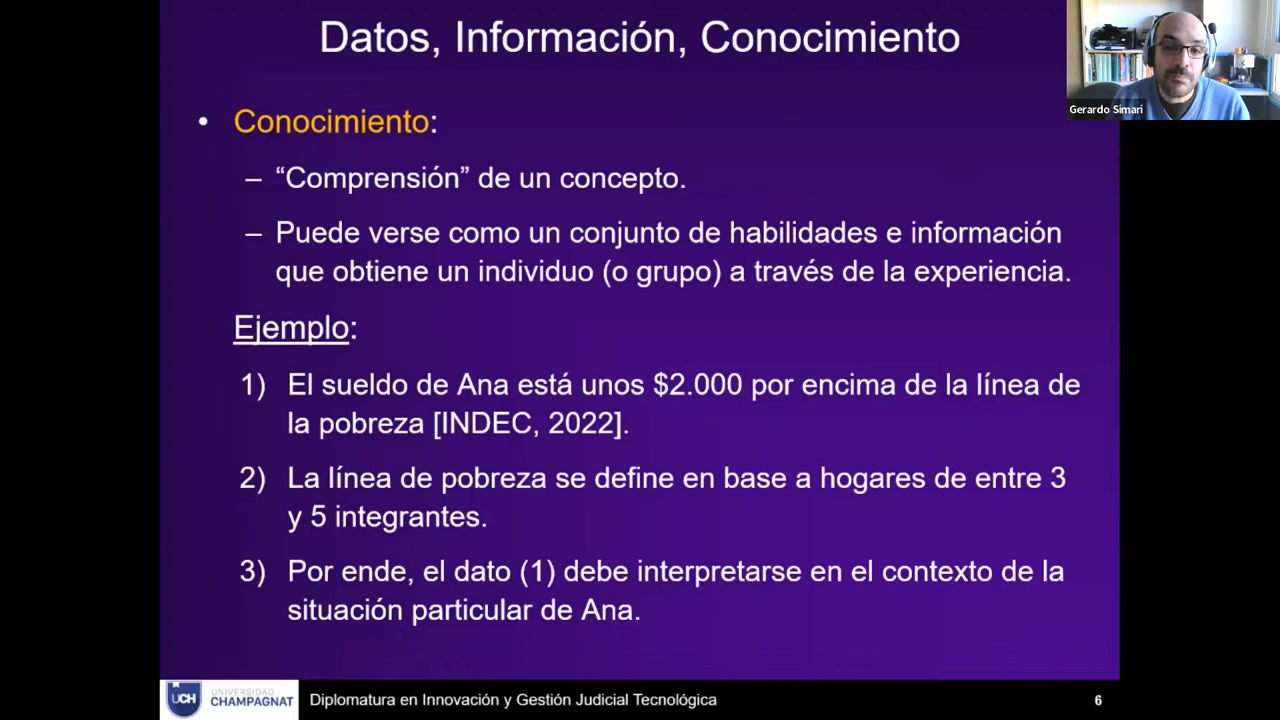 Datos, Información, Conocimiento
Gerardo Simari
• Conocimiento:
– “Comprensión” de un concepto.
– Puede verse como un conjunto de habilidades e información
que obtiene un individuo (o grupo) a través de la experiencia.
Ejemplo:
1) El sueldo de Ana está unos $2.000 por encima de la línea de
la pobreza [INDEC, 2022].
2) La línea de pobreza se define en base a hogares de entre 3
y 5 integrantes.
3) Por ende, el dato (1) debe interpretarse en el contexto de la
situación particular de Ana.
UCH
UNIVERSIDAD
CHAMPAGNAT
Diplomatura en Innovación y Gestión Judicial Tecnológica
6